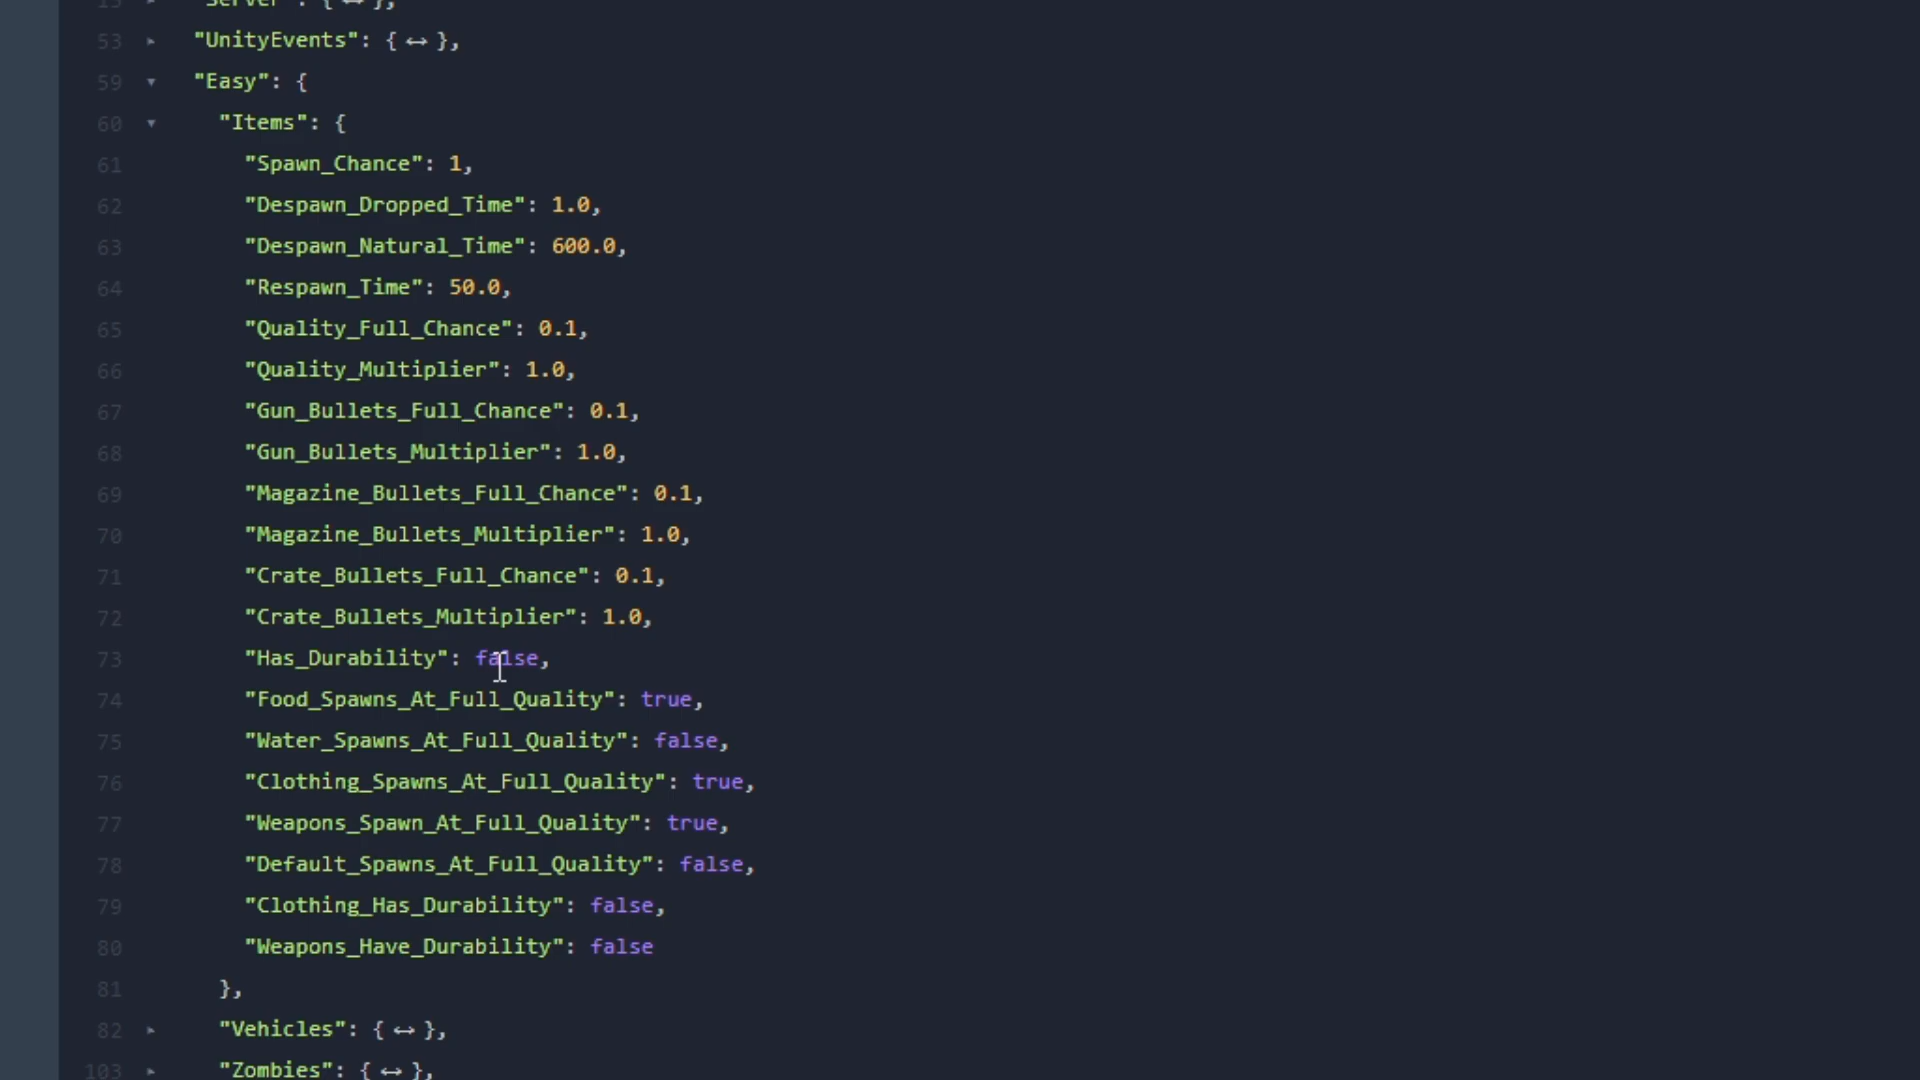 15 "Server": { ↔ },
53 "UnityEvents": { ↔ },
59 "Easy": {
60 "Items": {
61 "Spawn_Chance": 1,
62 "Despawn_Dropped_Time": 1.0,
63 "Despawn_Natural_Time": 600.0,
64 "Respawn_Time": 50.0,
65 "Quality_Full_Chance": 0.1,
66 "Quality_Multiplier": 1.0,
67 "Gun_Bullets_Full_Chance": 0.1,
68 "Gun_Bullets_Multiplier": 1.0,
69 "Magazine_Bullets_Full_Chance": 0.1,
70 "Magazine_Bullets_Multiplier": 1.0,
71 "Crate_Bullets_Full_Chance": 0.1,
72 "Crate_Bullets_Multiplier": 1.0,
73 "Has_Durability": false,
74 "Food_Spawns_At_Full_Quality": true,
75 "Water_Spawns_At_Full_Quality": false,
76 "Clothing_Spawns_At_Full_Quality": true,
77 "Weapons_Spawn_At_Full_Quality": true,
78 "Default_Spawns_At_Full_Quality": false,
79 "Clothing_Has_Durability": false,
80 "Weapons_Have_Durability": false
81 },
82 "Vehicles": { ↔ },
103 "Zombies": { ↔ },